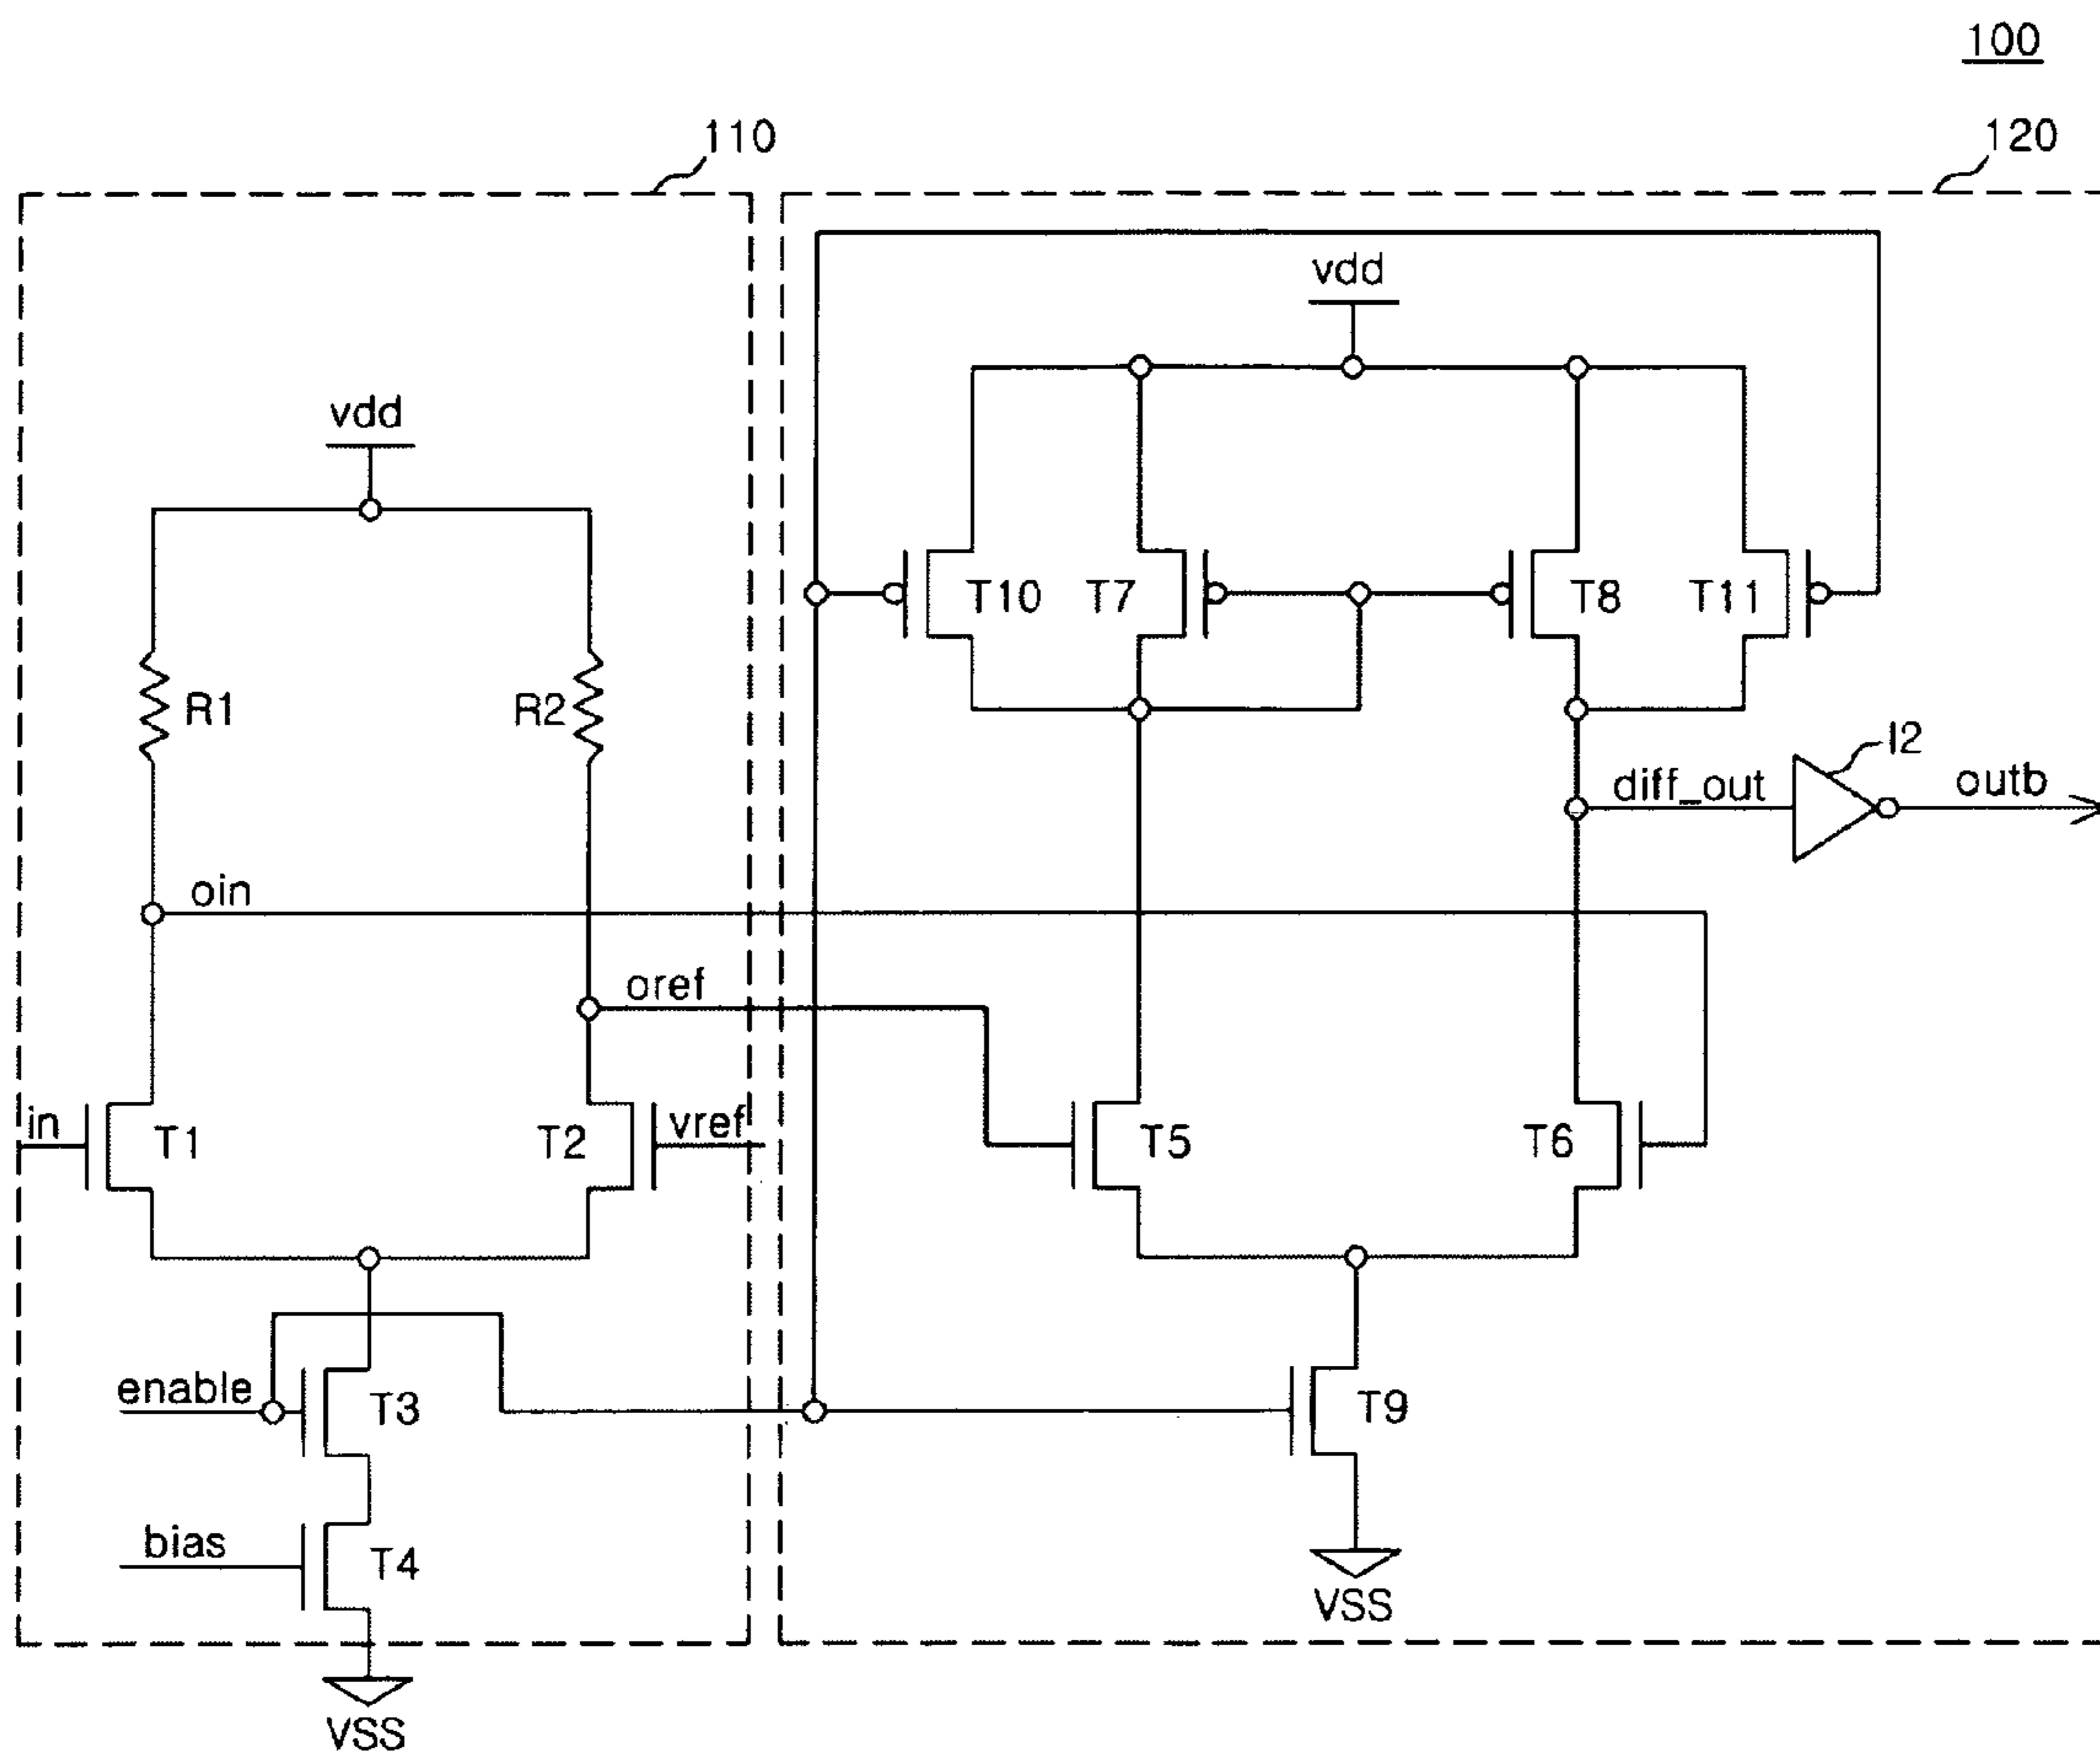 100
110
120
vdd
vdd
T10
T7
T8
T11
R1
R2
I2
diff_out
outb
oin
oref
in
T1
T2
vref
T5
T6
enable
T3
T9
bias
T4
VSS
VSS